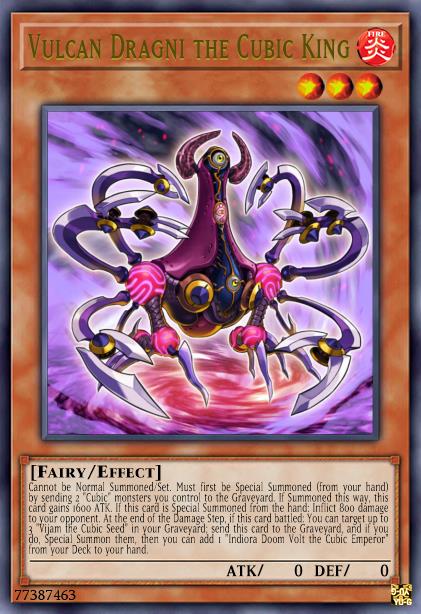 Vulcan Dragni the Cubic King
FIRE
炎
[Fairy/Effect]
Cannot be Normal Summoned/Set. Must first be Special Summoned (from your hand)
by sending 2 "Cubic" monsters you control to the Graveyard. If Summoned this way, this
card gains 1600 ATK. If this card is Special Summoned from the hand: Inflict 800 damage
to your opponent. At the end of the Damage Step, if this card battled: You can target up to
3 "Vijam the Cubic Seed" in your Graveyard; send this card to the Graveyard, and if you
do, Special Summon them, then you can add 1 "Indiora Doom Volt the Cubic Emperor"
from your Deck to your hand.
ATK/ 0 DEF/ 0
77387463